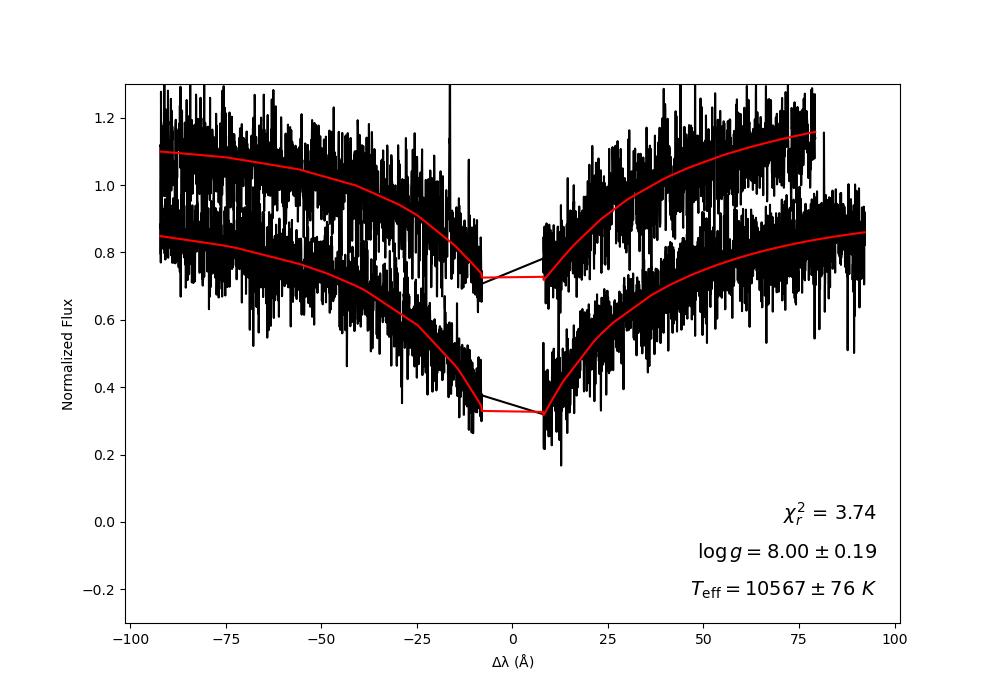 1.2
1.0
0.8
0.6
0.4
0.2
0.0
−0.2
Normalized Flux
χ²ᵣ = 3.74
log g = 8.00 ± 0.19
T_eff = 10567 ± 76 K
−100 −75 −50 −25 0 25 50 75 100
Δλ (Å)